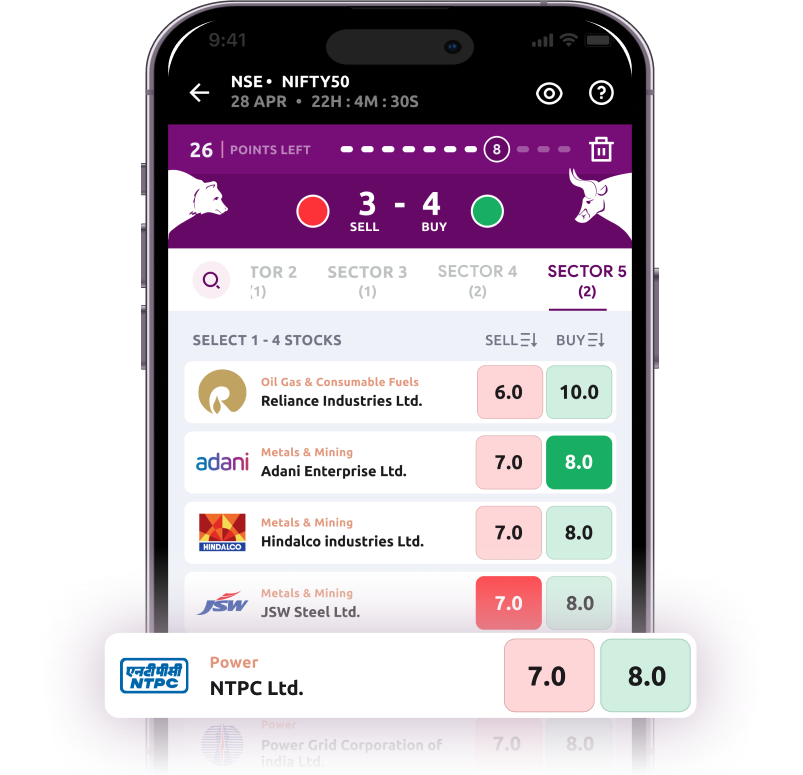 9:41
NSE • NIFTY50
28 APR • 22H : 4M : 30S
?
26 | POINTS LEFT
8
3 - 4
SELL BUY
TOR 2 SECTOR 3 SECTOR 4 SECTOR 5
(1) (1) (2) (2)
SELECT 1 - 4 STOCKS SELL BUY
Oil Gas & Consumable Fuels
Reliance Industries Ltd.
6.0 10.0
adani
Metals & Mining
Adani Enterprise Ltd.
7.0 8.0
HINDALCO
Metals & Mining
Hindalco industries Ltd.
7.0 8.0
JSW
Metals & Mining
JSW Steel Ltd.
7.0 8.0
एनटीपीसी
NTPC
Power
NTPC Ltd.
7.0 8.0
Power
Power Grid Corporation of
india Ltd.
7.0 8.0